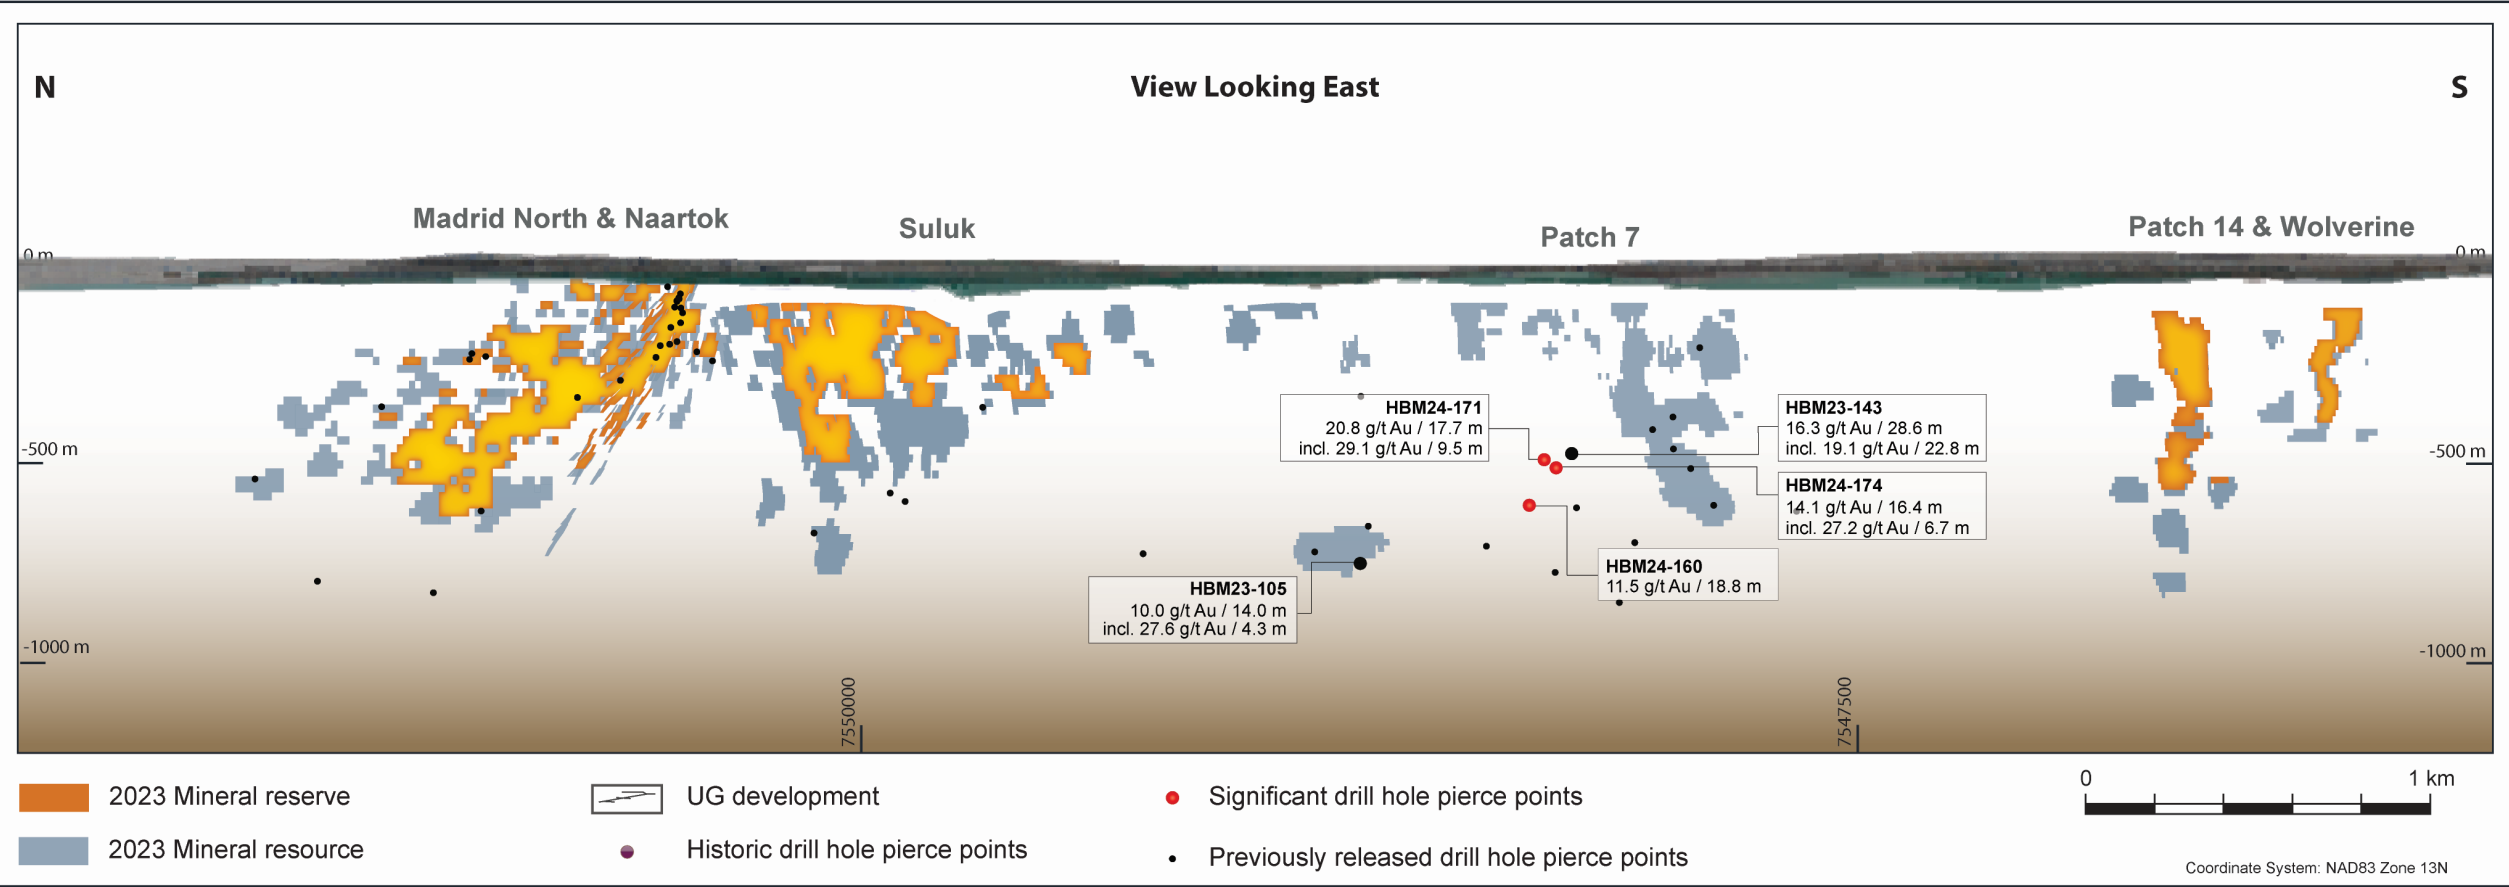 N
View Looking East
S
Madrid North & Naartok
Suluk
Patch 7
Patch 14 & Wolverine
0 m
0 m
HBM24-171
20.8 g/t Au / 17.7 m
incl. 29.1 g/t Au / 9.5 m
HBM23-143
16.3 g/t Au / 28.6 m
incl. 19.1 g/t Au / 22.8 m
-500 m
-500 m
HBM24-174
14.1 g/t Au / 16.4 m
incl. 27.2 g/t Au / 6.7 m
HBM24-160
11.5 g/t Au / 18.8 m
HBM23-105
10.0 g/t Au / 14.0 m
incl. 27.6 g/t Au / 4.3 m
-1000 m
-1000 m
7550000
7547500
2023 Mineral reserve
UG development
Significant drill hole pierce points
0 1 km
2023 Mineral resource
Historic drill hole pierce points
Previously released drill hole pierce points
Coordinate System: NAD83 Zone 13N